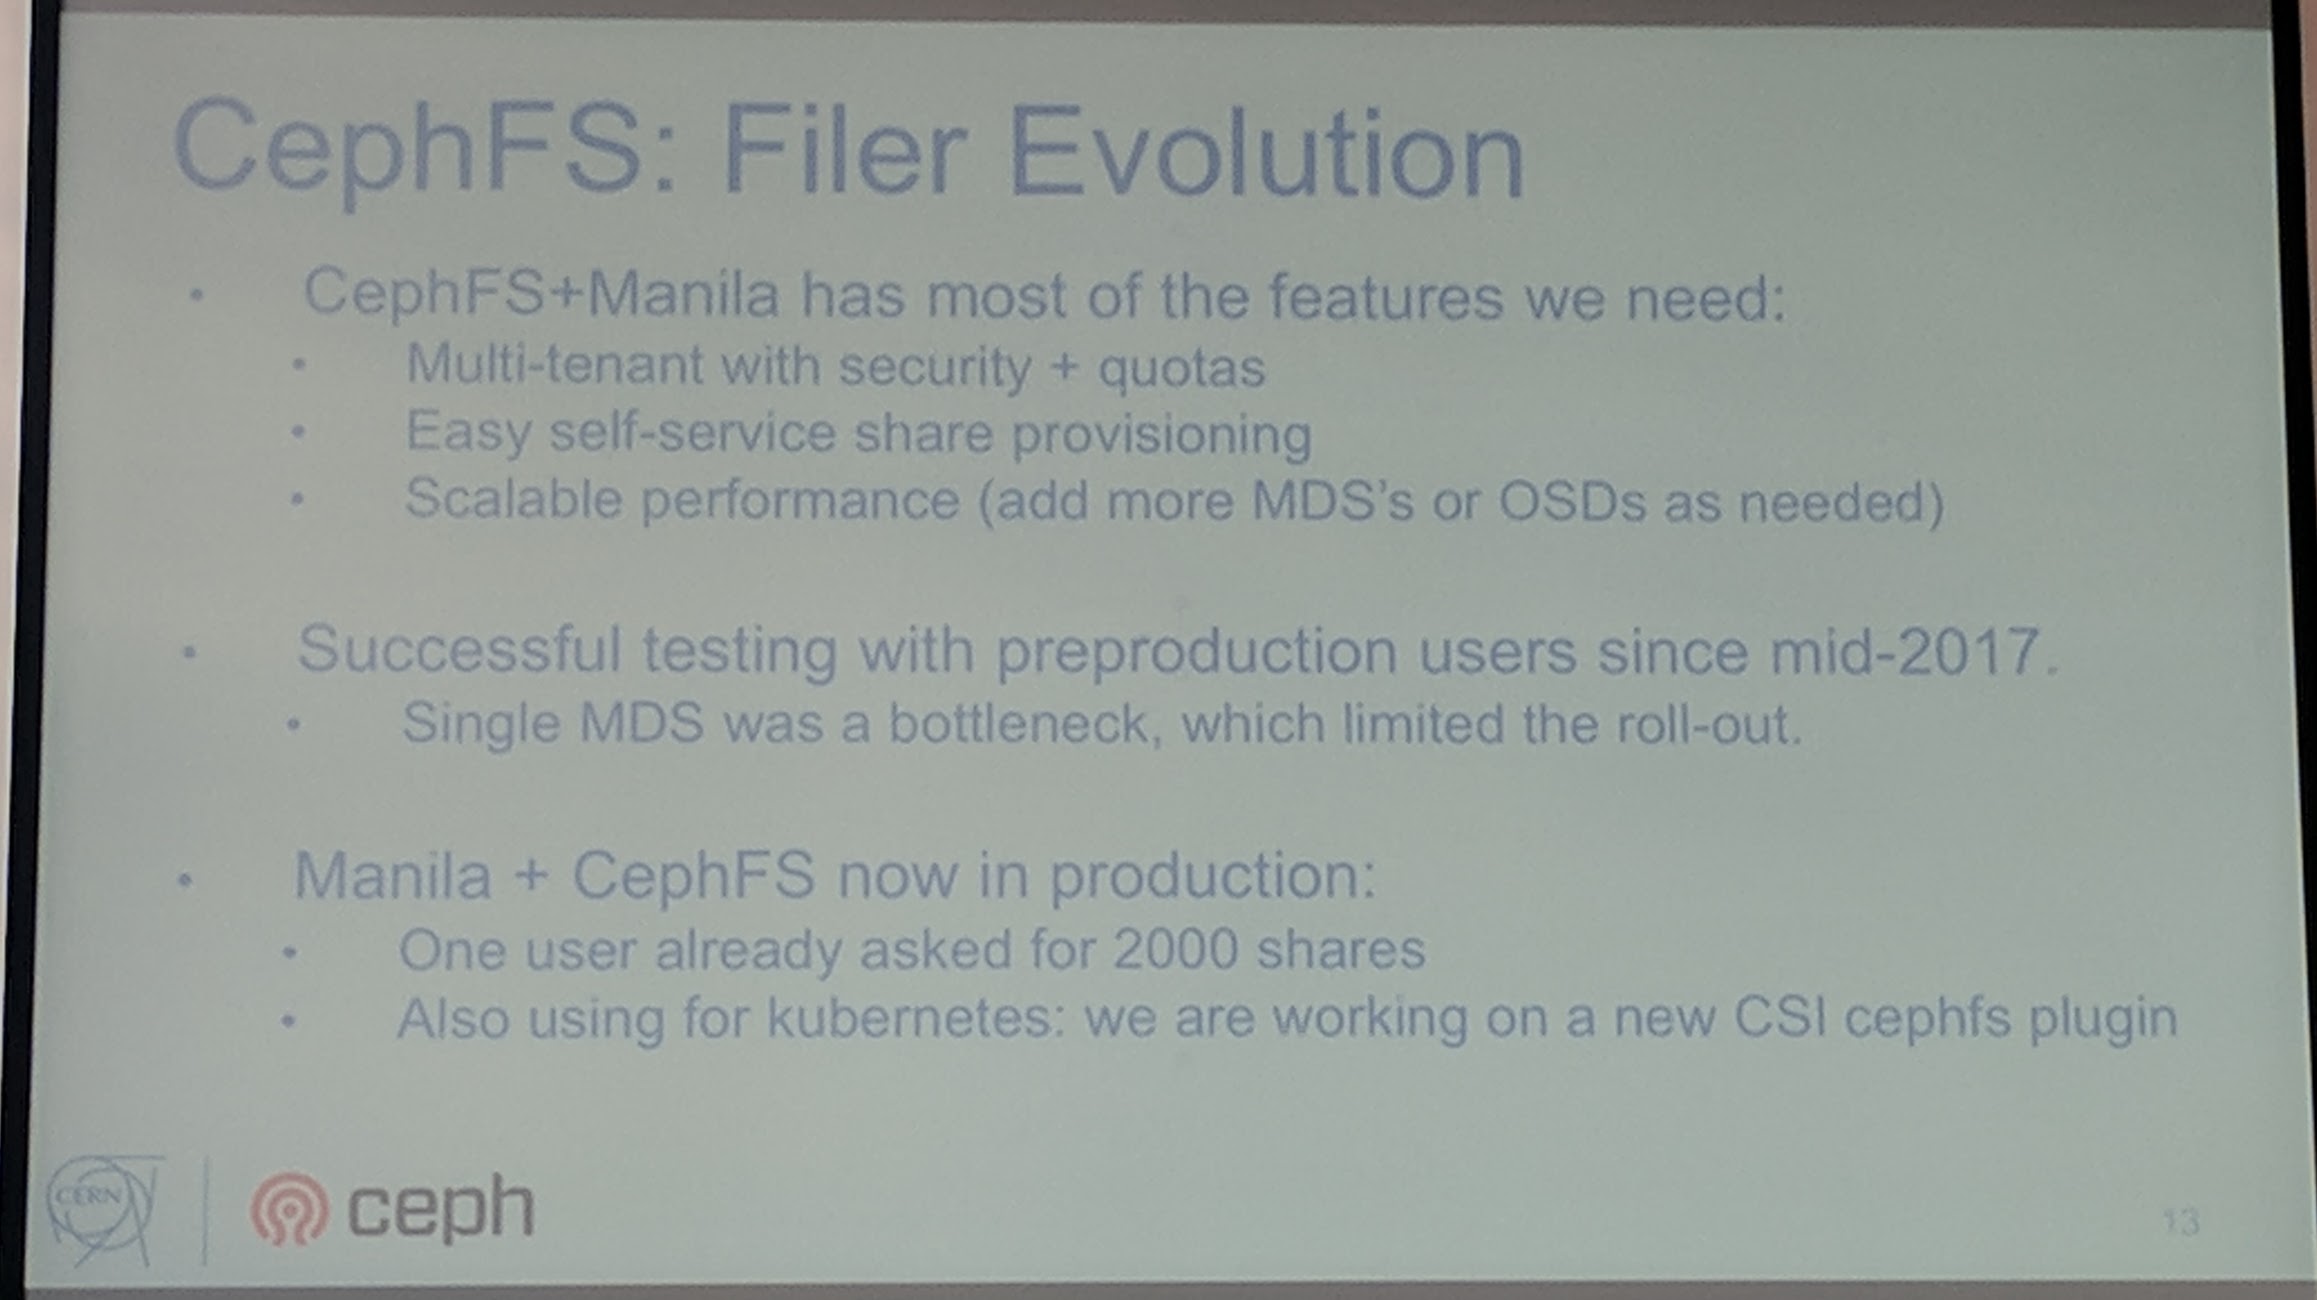 CephFS: Filer Evolution
• CephFS+Manila has most of the features we need:
• Multi-tenant with security + quotas
• Easy self-service share provisioning
• Scalable performance (add more MDS's or OSDs as needed)
• Successful testing with preproduction users since mid-2017.
• Single MDS was a bottleneck, which limited the roll-out.
• Manila + CephFS now in production:
• One user already asked for 2000 shares
• Also using for kubernetes: we are working on a new CSI cephfs plugin
CERN
ceph
13